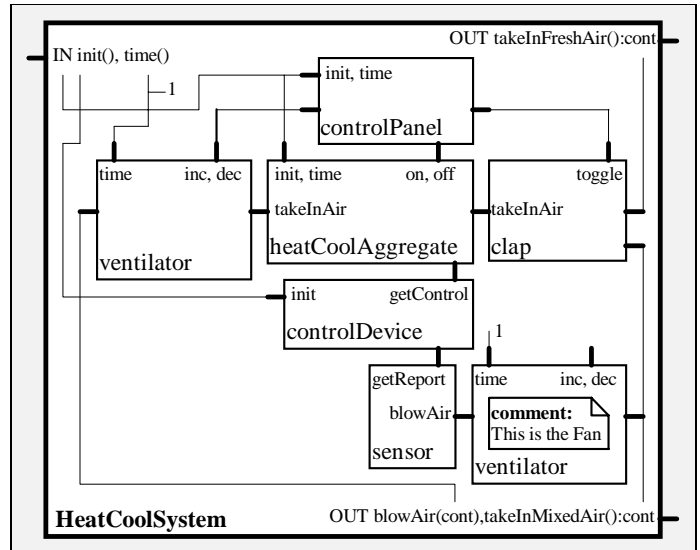 OUT takeInFreshAir():cont
IN init(), time()
1
init, time
controlPanel
time
inc, dec
init, time
on, off
toggle
takeInAir
takeInAir
ventilator
heatCoolAggregate
clap
init
getControl
controlDevice
1
getReport
time
inc, dec
blowAir
comment:
This is the Fan
sensor
ventilator
HeatCoolSystem
OUT blowAir(cont),takeInMixedAir():cont